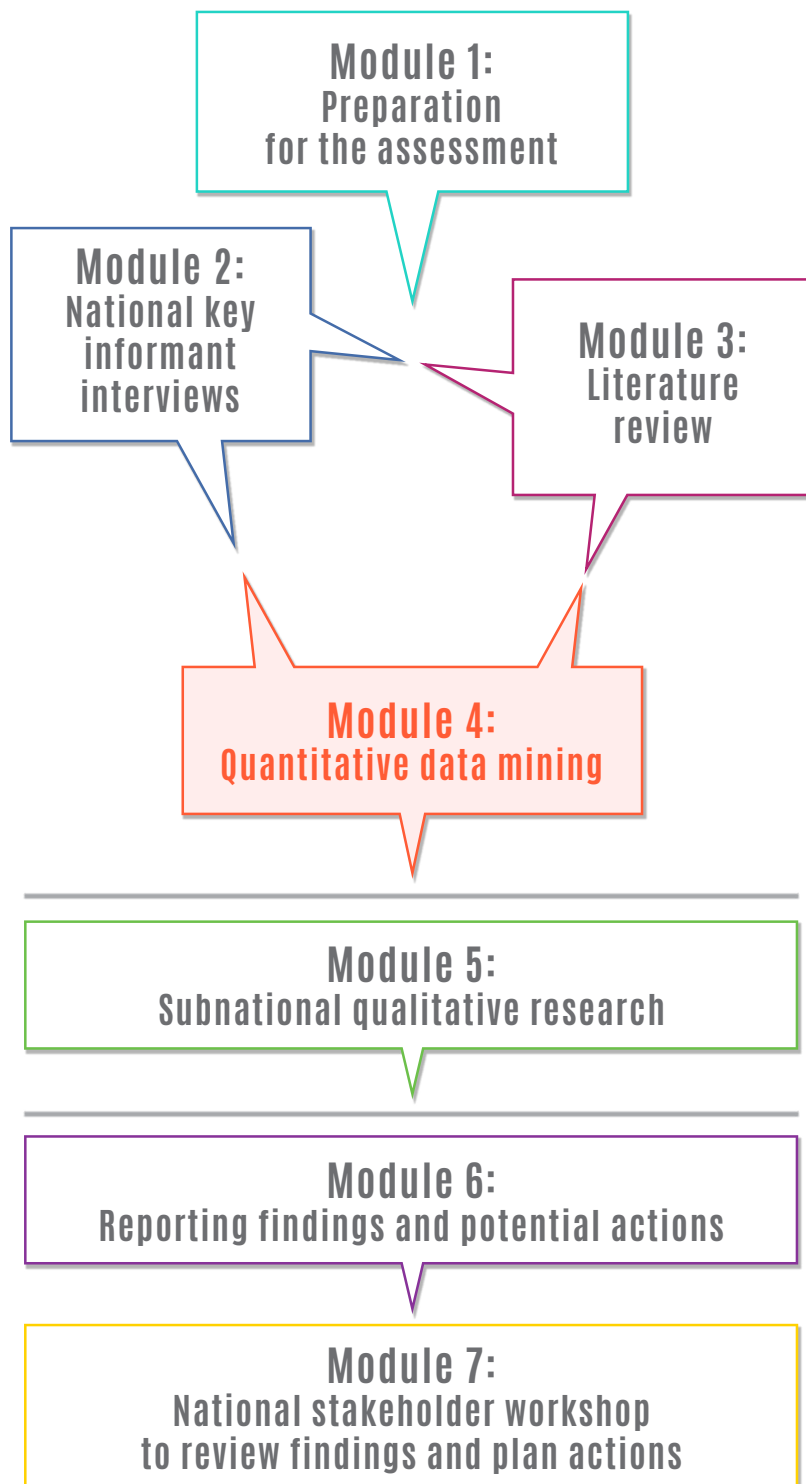 Module 1:
Preparation
for the assessment
Module 2:
National key
informant
interviews
Module 3:
Literature
review
Module 4:
Quantitative data mining
Module 5:
Subnational qualitative research
Module 6:
Reporting findings and potential actions
Module 7:
National stakeholder workshop
to review findings and plan actions